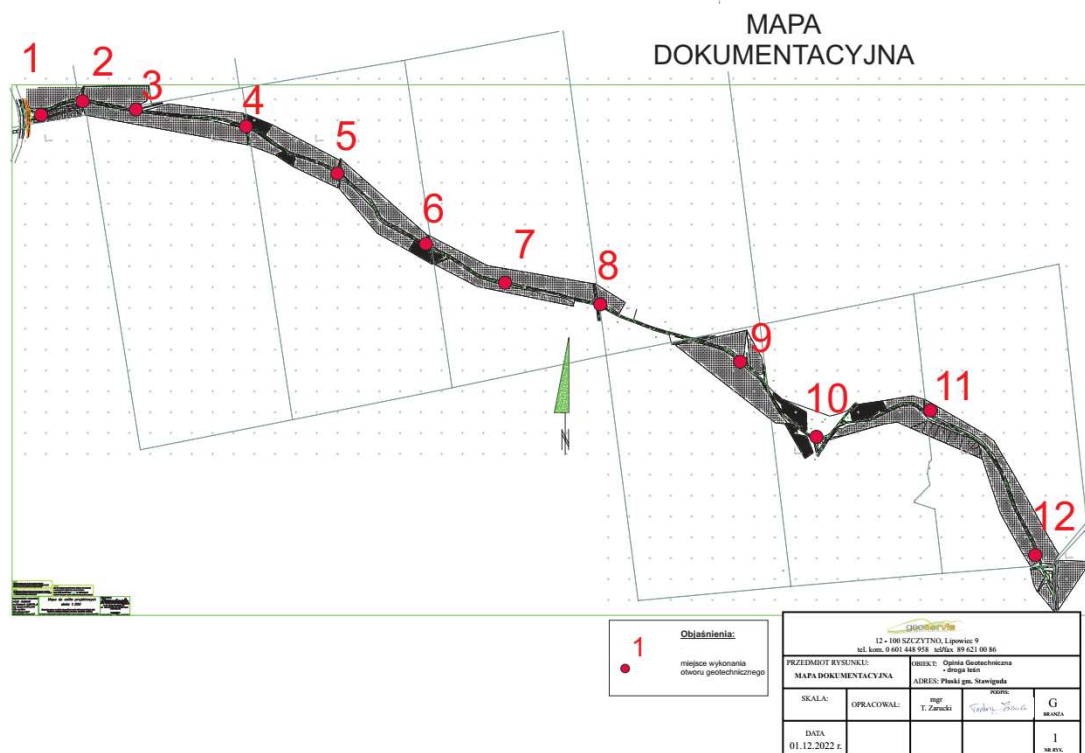 MAPA
DOKUMENTACYJNA
1
2
3
4
5
6
7
8
9
10
11
12
N
Objaśnienia:
1
miejsce wykonania
otworu geotechnicznego
geoservis
12 - 100 SZCZYTNO, Lipowiec 9
tel. kom. 0 601 448 958 tel/fax 89 621 00 86
PRZEDMIOT RYSUNKU:
MAPA DOKUMENTACYJNA
OBIEKT: Opinia Geotechniczna
- droga leśn
ADRES: Pluski gm. Stawiguda
SKALA:
OPRACOWAŁ:
mgr
T. Zarucki
PODPIS:
G
BRANŻA
DATA
01.12.2022 r.
1
NR RYS.